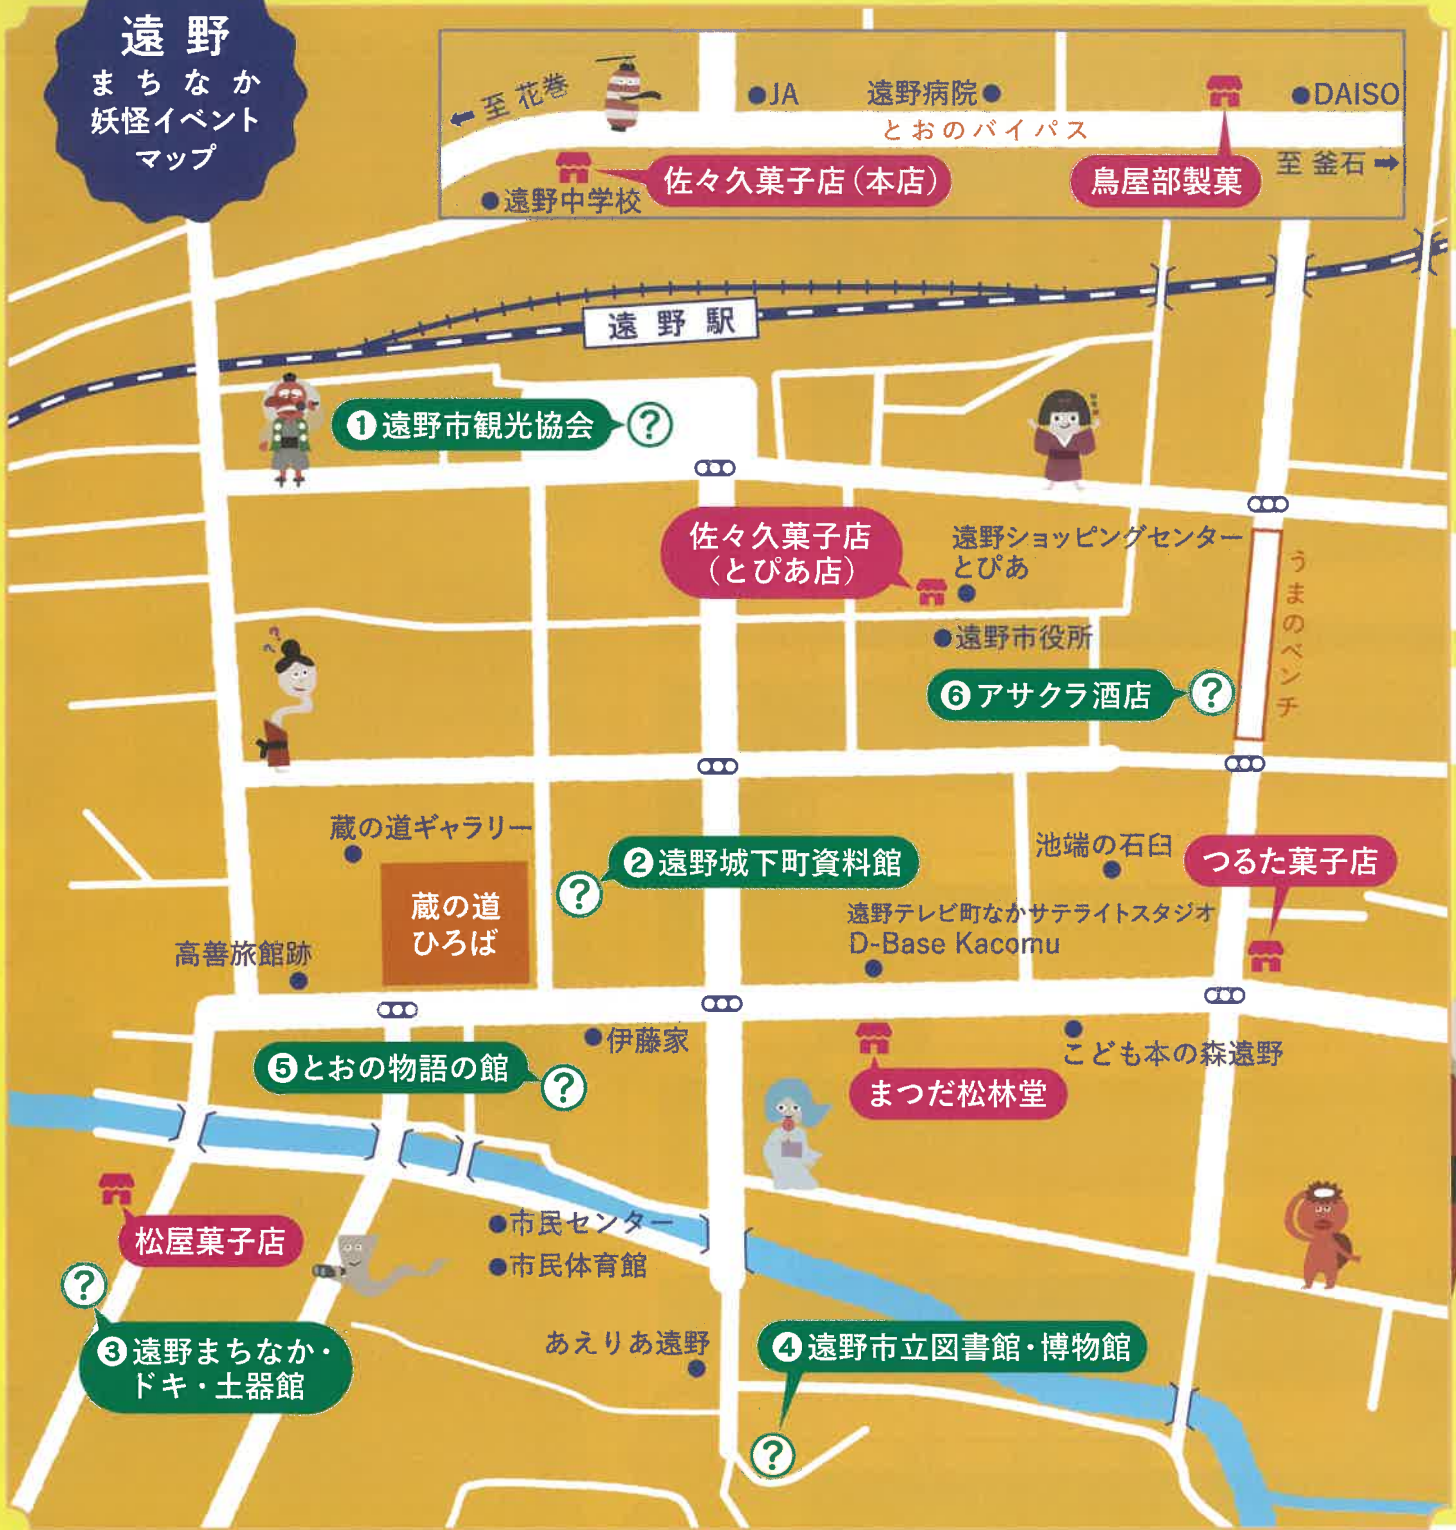 遠野
まちなか
妖怪イベント
マップ
←至 花巻
●JA
遠野病院●
●DAISO
とおのバイパス
至 釜石→
佐々久菓子店(本店)
鳥屋部製菓
●遠野中学校
遠野駅
❶遠野市観光協会
?
佐々久菓子店
(とぴあ店)
遠野ショッピングセンター
とぴあ
うまのベンチ
●遠野市役所
❻アサクラ酒店
?
蔵の道ギャラリー
❷遠野城下町資料館
?
池端の石臼
つるた菓子店
蔵の道
ひろば
遠野テレビ町なかサテライトスタジオ
D-Base Kacomu
高善旅館跡
●伊藤家
こども本の森遠野
❺とおの物語の館
?
まつだ松林堂
松屋菓子店
●市民センター
●市民体育館
?
❸遠野まちなか・
ドキ・土器館
あえりあ遠野
❹遠野市立図書館・博物館
?